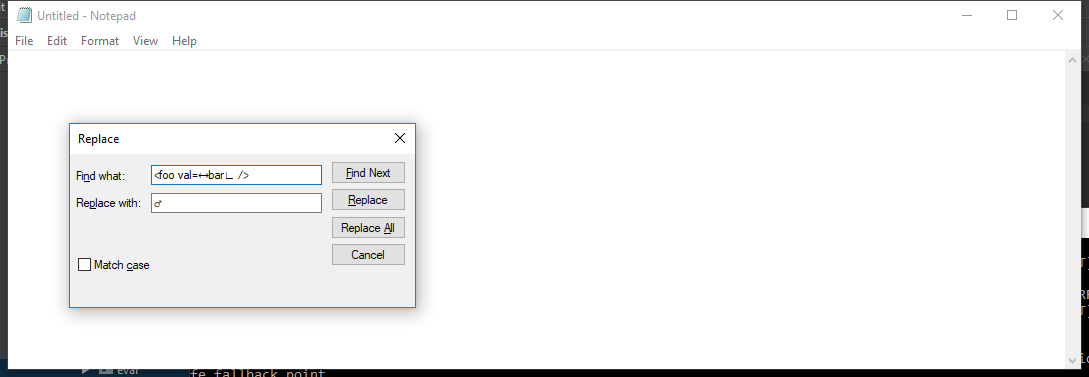 Untitled - Notepad
File Edit Format View Help
Replace
Find what: <foo val=↔bar∟ />
Find Next
Replace with: ♂
Replace
Replace All
Cancel
Match case
eval
fe fallback point